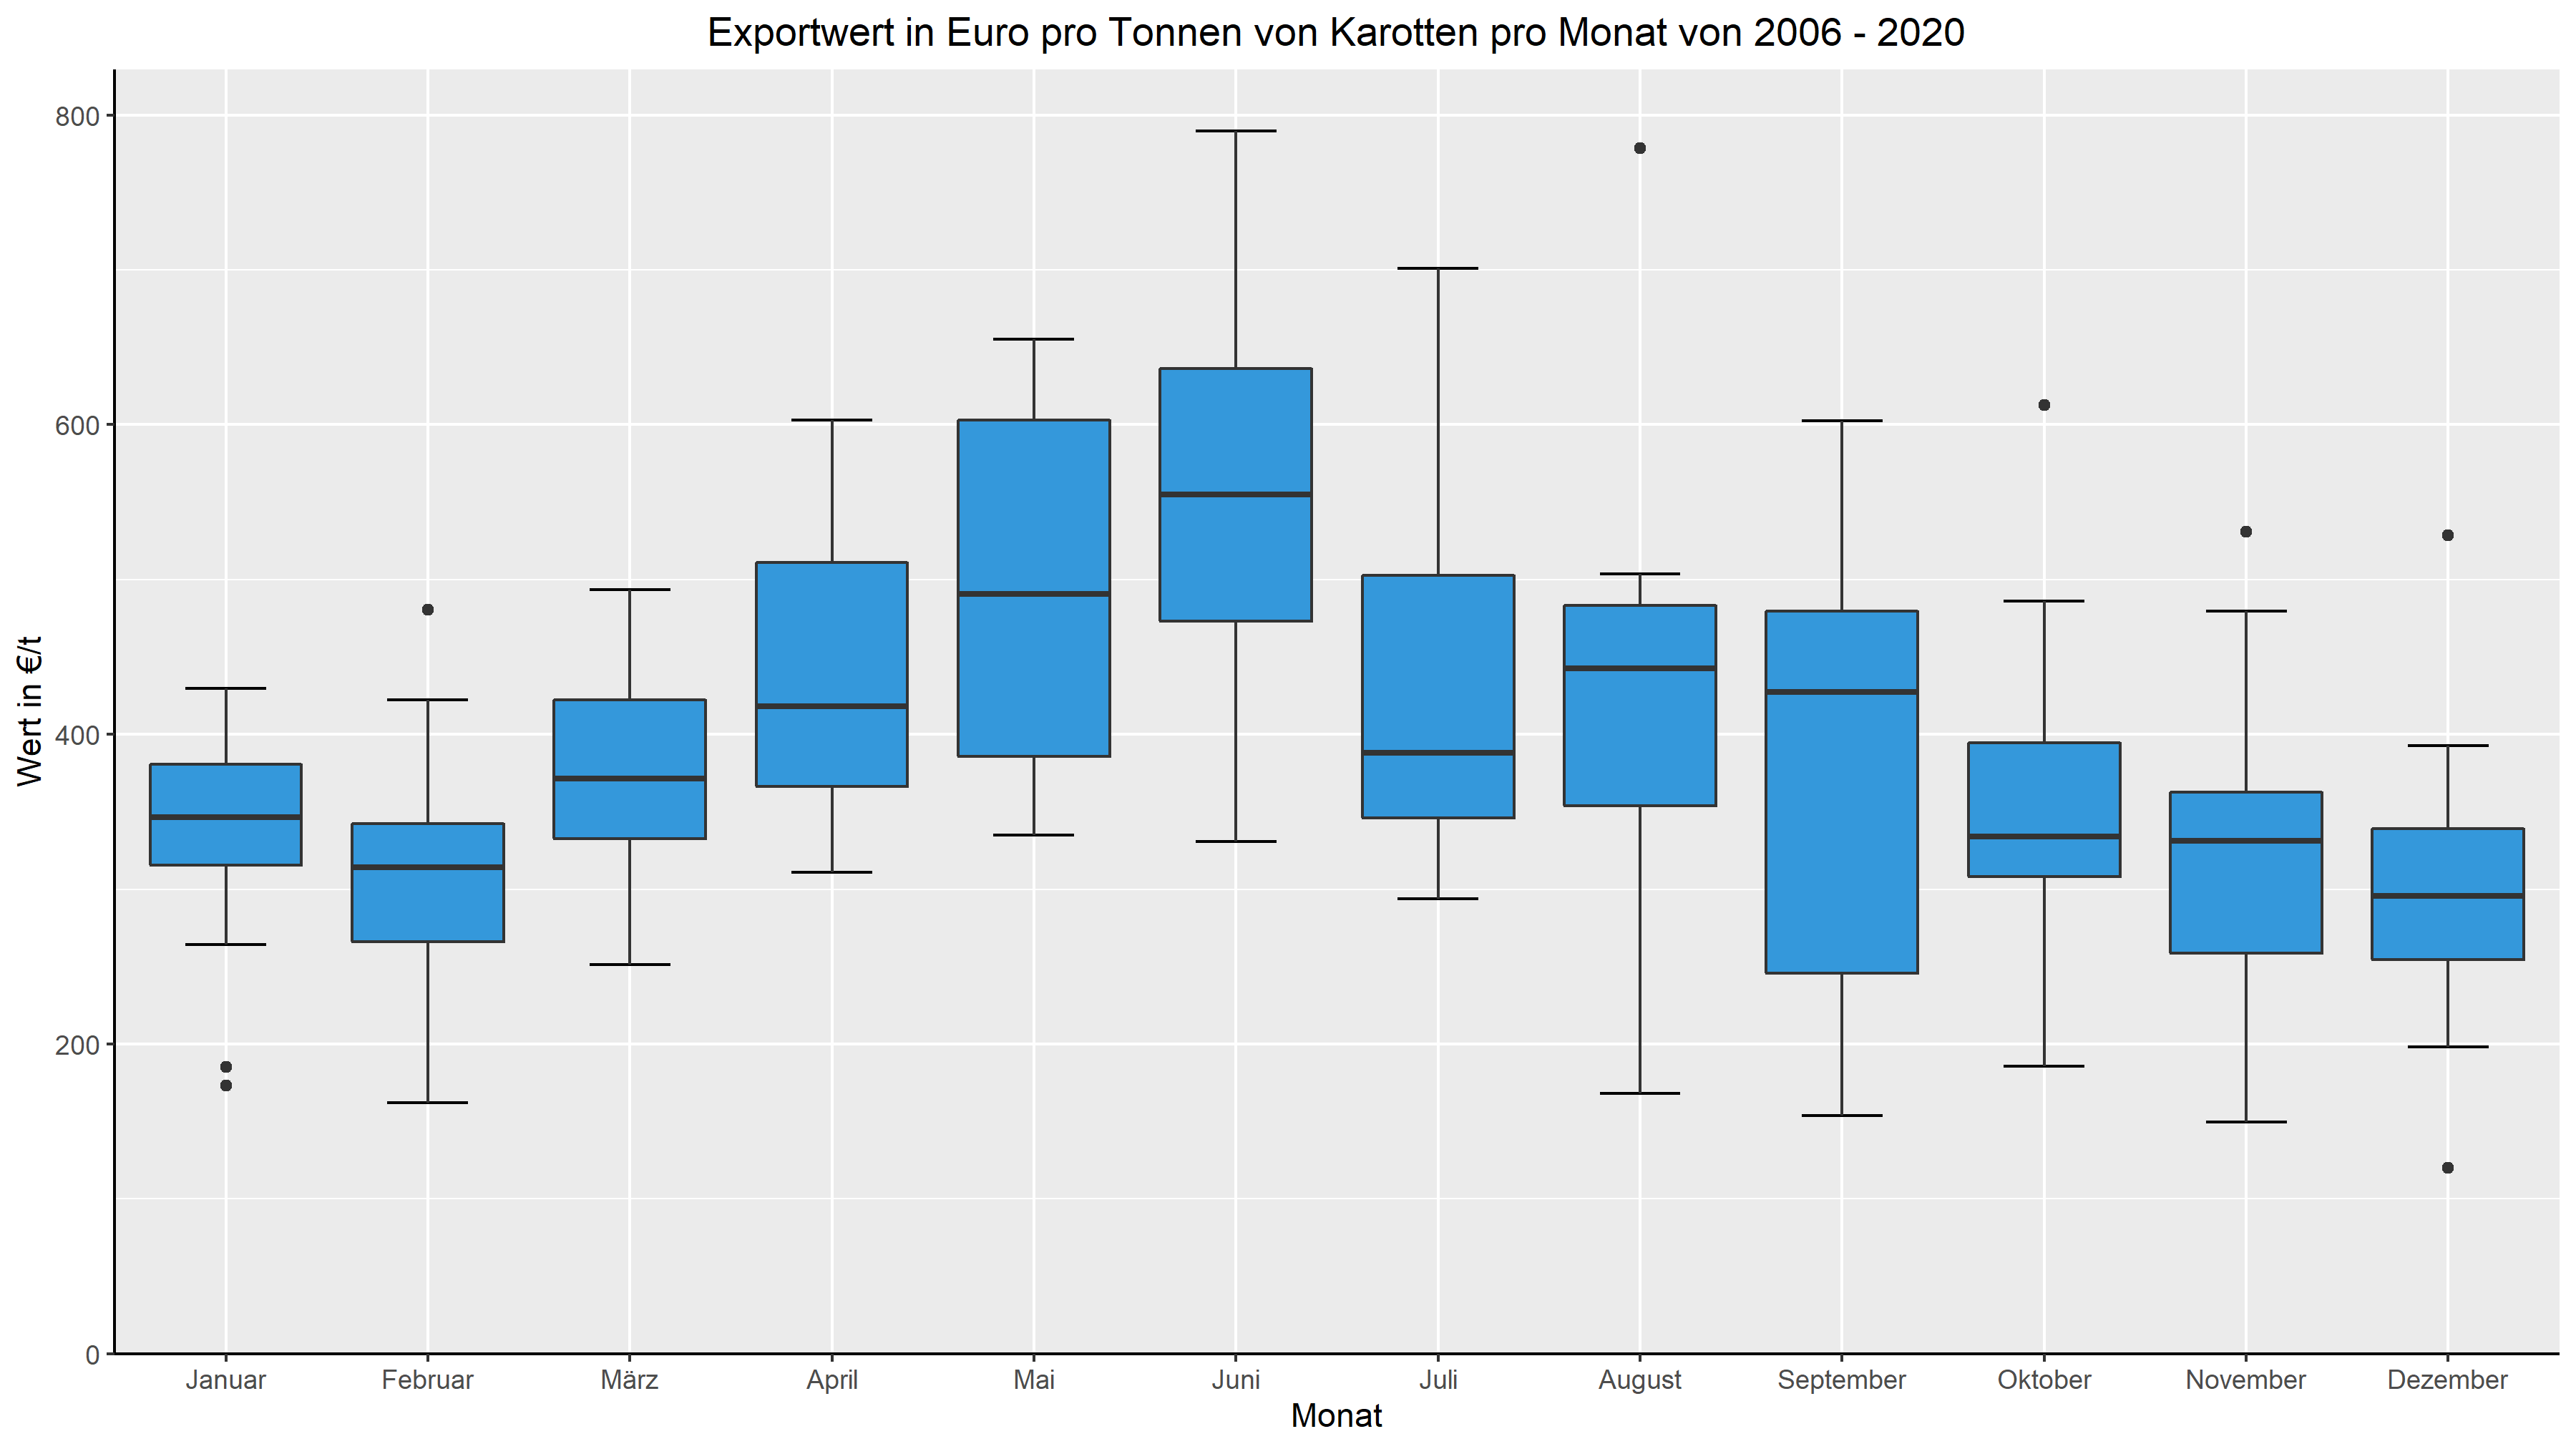 Exportwert in Euro pro Tonnen von Karotten pro Monat von 2006 - 2020
Wert in €/t
800
600
400
200
0
Januar Februar März April Mai Juni Juli August September Oktober November Dezember
Monat